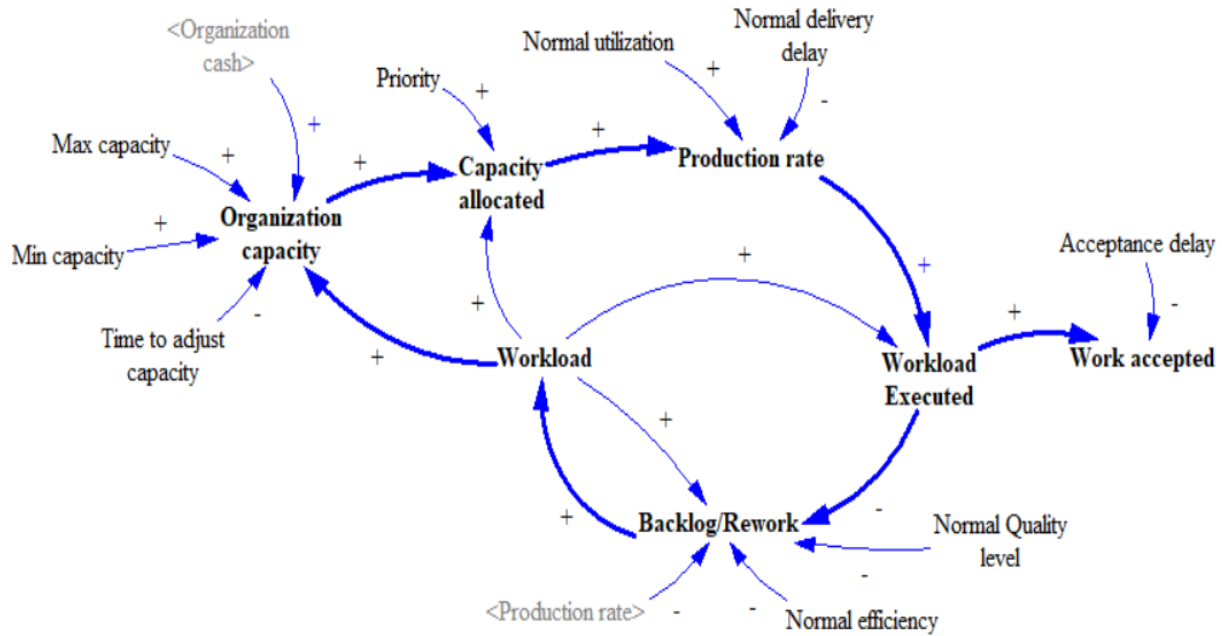 <Organization
cash>
Normal utilization
Normal delivery
delay
Priority
+
+
+
-
Max capacity
+
+
+
+
Production rate
Capacity
allocated
Organization
capacity
+
Min capacity
+
+
Acceptance delay
-
Time to adjust
capacity
-
+
+
+
Workload
Workload
Executed
Work accepted
+
+
-
Backlog/Rework
Normal Quality
level
-
<Production rate>
-
-
Normal efficiency